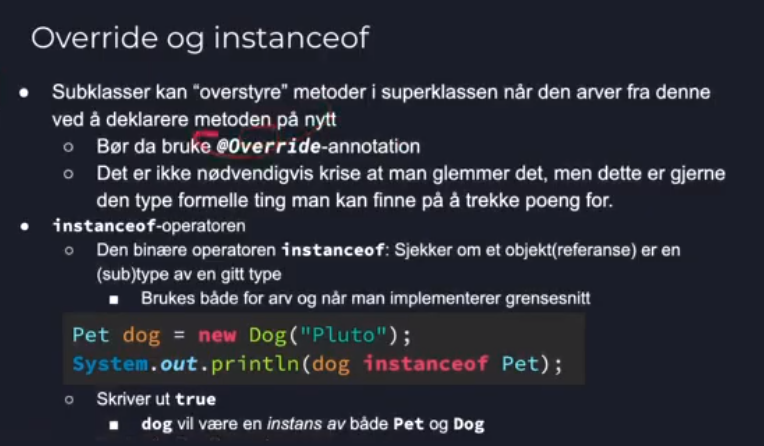 Override og instanceof
● Subklasser kan “overstyre” metoder i superklassen når den arver fra denne
ved å deklarere metoden på nytt
○ Bør da bruke @Override-annotation
○ Det er ikke nødvendigvis krise at man glemmer det, men dette er gjerne
den type formelle ting man kan finne på å trekke poeng for.
● instanceof-operatoren
○ Den binære operatoren instanceof: Sjekker om et objekt(referanse) er en
(sub)type av en gitt type
■ Brukes både for arv og når man implementerer grensesnitt
Pet dog = new Dog("Pluto");
System.out.println(dog instanceof Pet);
○ Skriver ut true
■ dog vil være en instans av både Pet og Dog